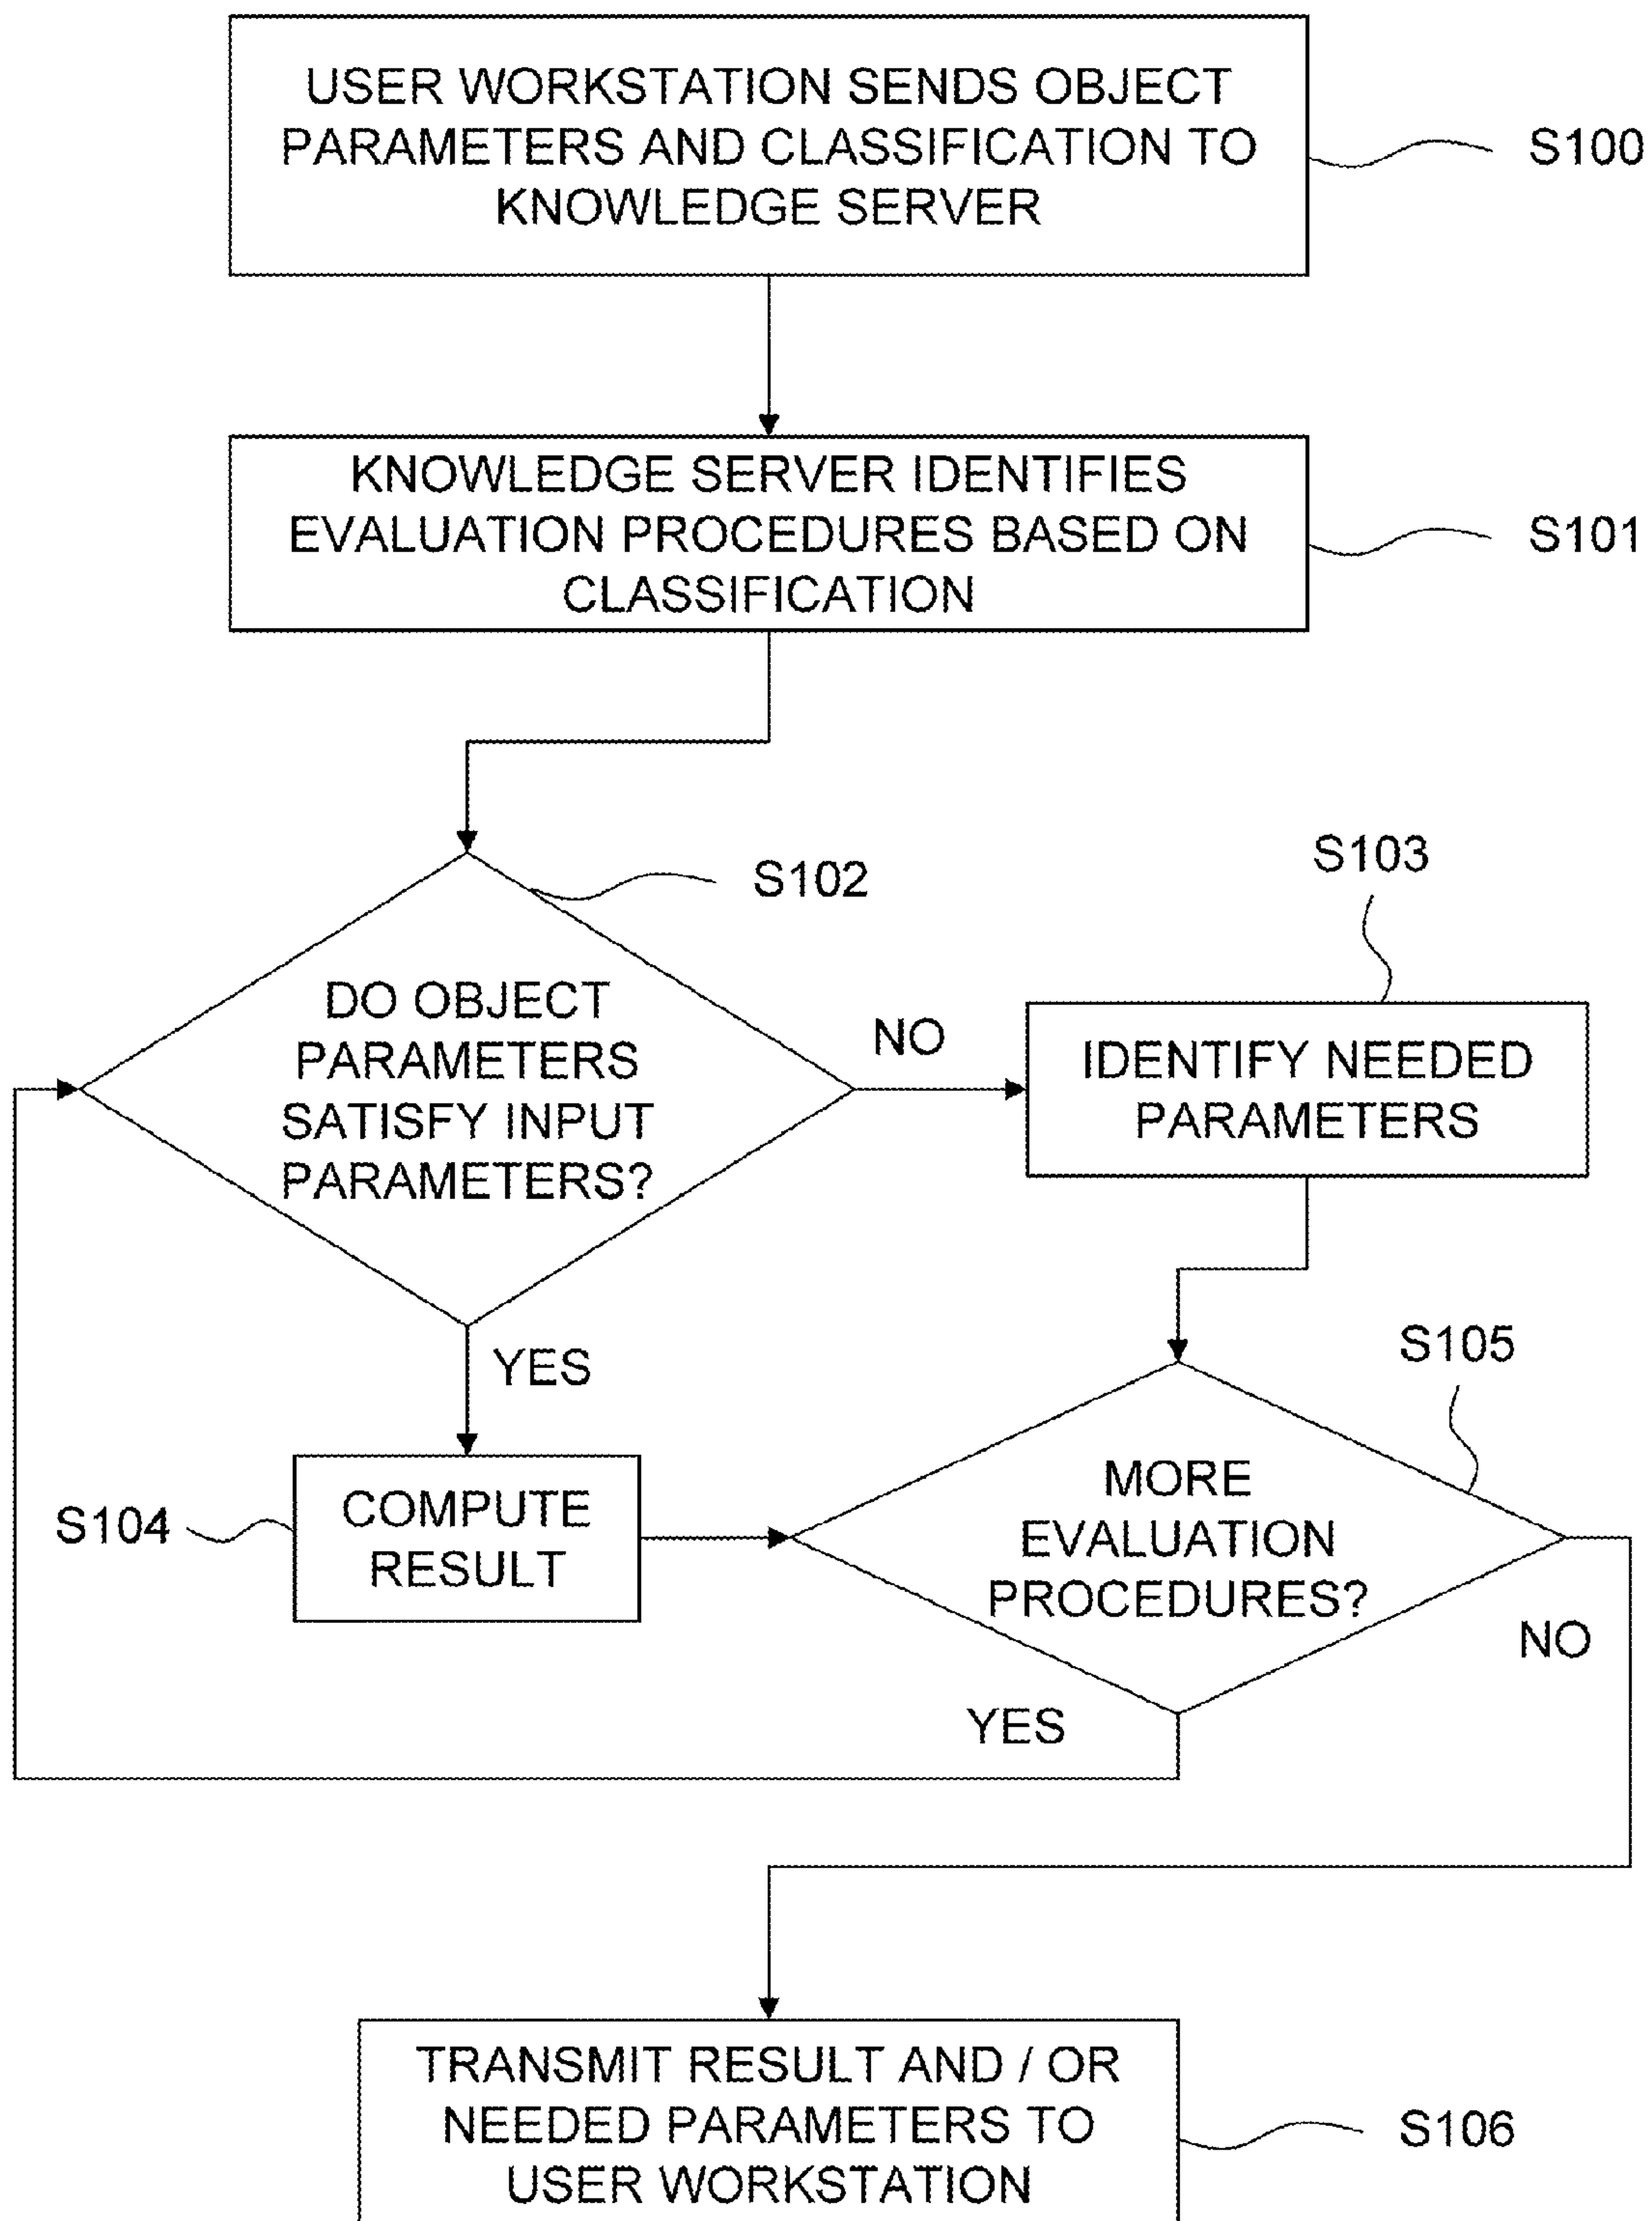 USER WORKSTATION SENDS OBJECT
PARAMETERS AND CLASSIFICATION TO
KNOWLEDGE SERVER
S100
KNOWLEDGE SERVER IDENTIFIES
EVALUATION PROCEDURES BASED ON
CLASSIFICATION
S101
S102
DO OBJECT
PARAMETERS
SATISFY INPUT
PARAMETERS?
NO
S103
IDENTIFY NEEDED
PARAMETERS
YES
S104
COMPUTE
RESULT
S105
MORE
EVALUATION
PROCEDURES?
NO
YES
TRANSMIT RESULT AND / OR
NEEDED PARAMETERS TO
USER WORKSTATION
S106